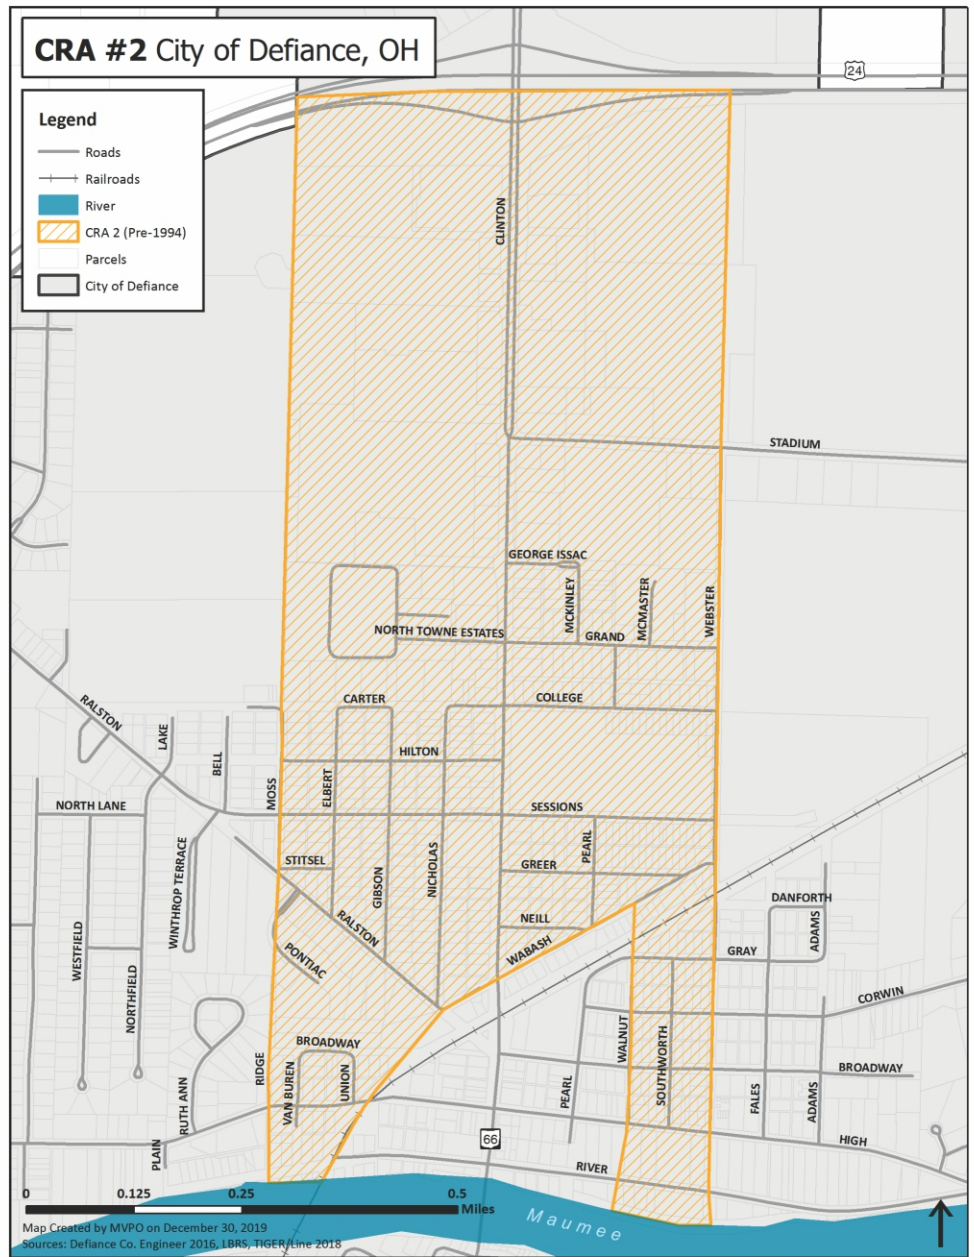 CRA #2 City of Defiance, OH
24
Legend
Roads
Railroads
River
CRA 2 (Pre-1994)
Parcels
City of Defiance
CLINTON
STADIUM
GEORGE ISSAC
MCKINLEY
MCMASTER
WEBSTER
NORTH TOWNE ESTATES
GRAND
RALSTON
CARTER
COLLEGE
LAKE
BELL
HILTON
MOSS
ELBERT
NORTH LANE
SESSIONS
WINTHROP TERRACE
STITSEL
GIBSON
NICHOLAS
PEARL
GREER
DANFORTH
ADAMS
WESTFIELD
NORTHFIELD
RALSTON
NEILL
PONTIAC
WABASH
GRAY
CORWIN
WALNUT
SOUTHWORTH
RIDGE
BROADWAY
BROADWAY
VAN BUREN
UNION
RUTH ANN
PEARL
FALES
ADAMS
PLAIN
66
HIGH
RIVER
0 0.125 0.25 0.5
Miles
Maumee
Map Created by MVPO on December 30, 2019
Sources: Defiance Co. Engineer 2016, LBRS, TIGER/Line 2018